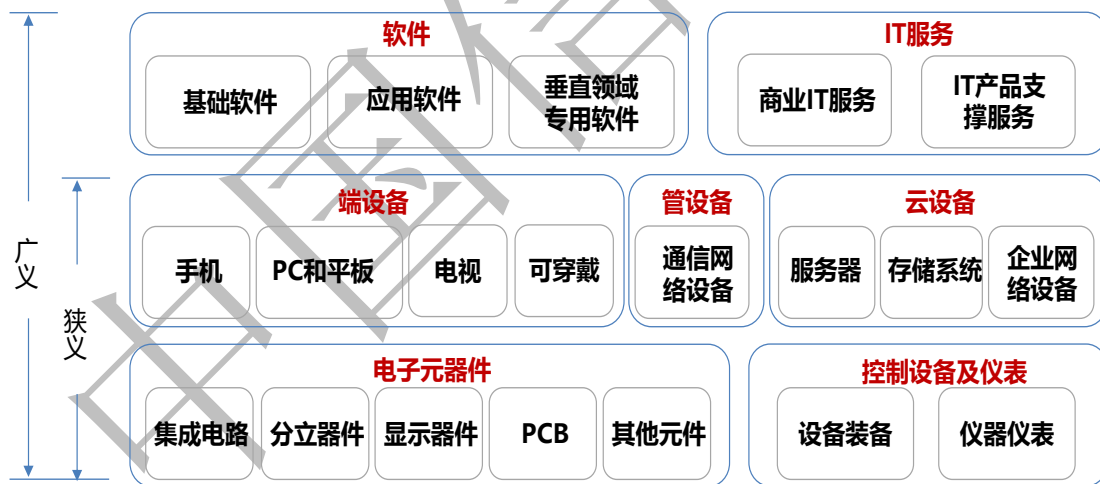 软件
IT服务
基础软件
应用软件
垂直领域
专用软件
商业IT服务
IT产品支
撑服务
端设备
管设备
云设备
手机
PC和平板
电视
可穿戴
通信网
络设备
服务器
存储系统
企业网
络设备
广
义
狭
义
电子元器件
控制设备及仪表
集成电路
分立器件
显示器件
PCB
其他元件
设备装备
仪器仪表
中国信